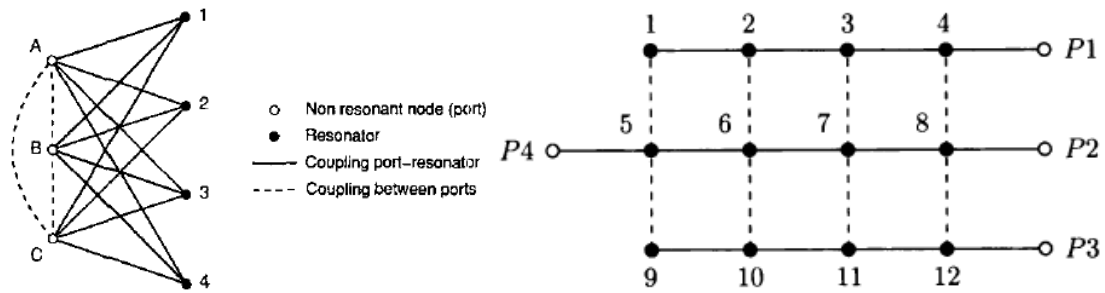 A
B
C
1
2
3
4
Non resonant node (port)
Resonator
Coupling port-resonator
Coupling between ports
1 2 3 4
P1
5 6 7 8
P4
P2
9 10 11 12
P3